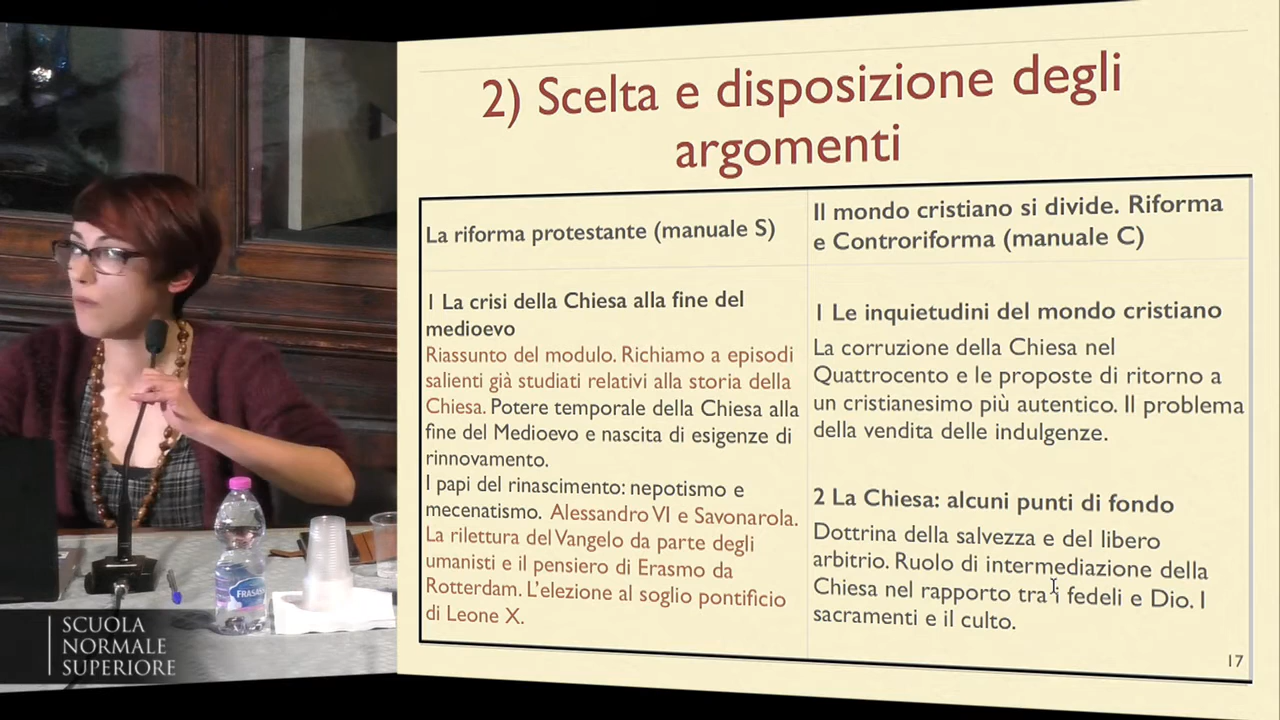 2) Scelta e disposizione degli
argomenti
La riforma protestante (manuale S)
Il mondo cristiano si divide. Riforma
e Controriforma (manuale C)
1 La crisi della Chiesa alla fine del
medioevo
Riassunto del modulo. Richiamo a episodi
salienti già studiati relativi alla storia della
Chiesa. Potere temporale della Chiesa alla
fine del Medioevo e nascita di esigenze di
rinnovamento.
I papi del rinascimento: nepotismo e
mecenatismo. Alessandro VI e Savonarola.
La rilettura del Vangelo da parte degli
umanisti e il pensiero di Erasmo da
Rotterdam. L'elezione al soglio pontificio
di Leone X.
1 Le inquietudini del mondo cristiano
La corruzione della Chiesa nel
Quattrocento e le proposte di ritorno a
un cristianesimo più autentico. Il problema
della vendita delle indulgenze.
2 La Chiesa: alcuni punti di fondo
Dottrina della salvezza e del libero
arbitrio. Ruolo di intermediazione della
Chiesa nel rapporto tra i fedeli e Dio. I
sacramenti e il culto.
17
SCUOLA
NORMALE
SUPERIORE